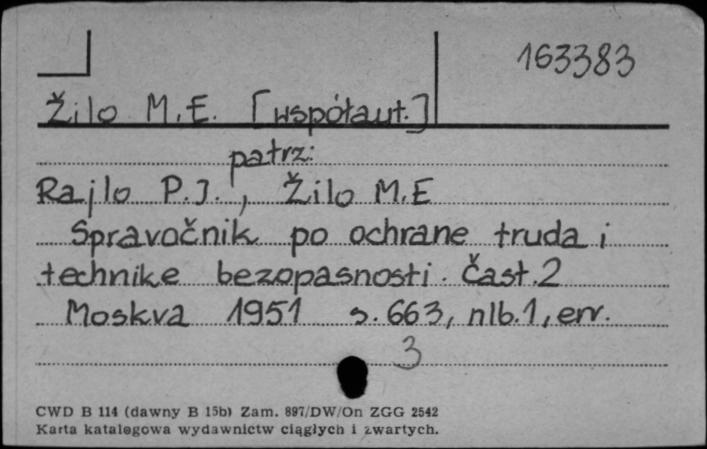 163383
Žilo M.E. [współaut.]
patrz:
Rajlo P.J., Žilo M.E
Spravočnik po ochrane truda i
technike bezopasnosti. Čast.2
Moskva 1951 s. 663, nlb.1, err.
3
CWD B 114 (dawny B 15b) Zam. 897/DW/On ZGG 2542
Karta katalogowa wydawnictw ciągłych i zwartych.